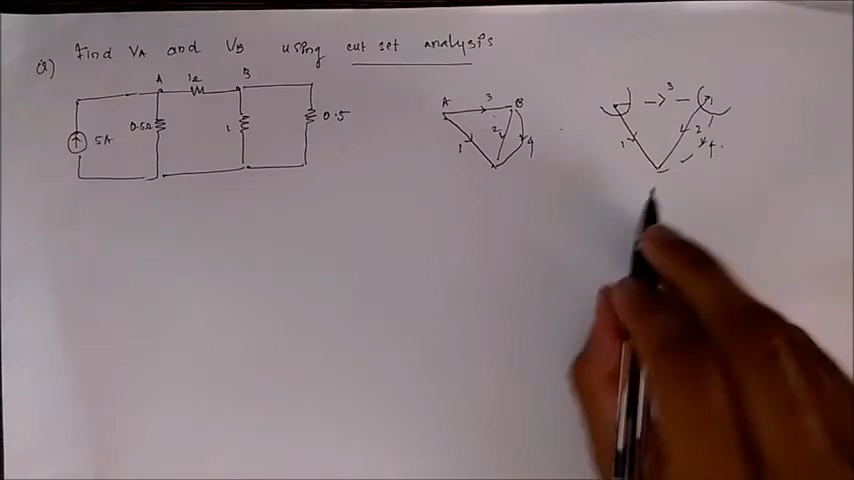 Q) Find VA and VB using cut set analysis
A 1Ω B
5A 0.5Ω 1 0.5
A 3 B
1 2 4
3
1 2 4